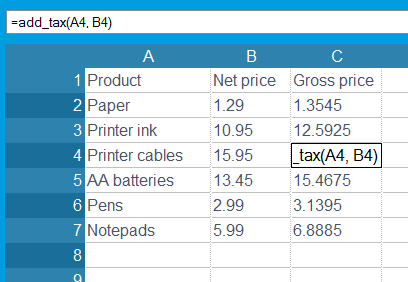 =add_tax(A4, B4)
A B C
1 Product Net price Gross price
2 Paper 1.29 1.3545
3 Printer ink 10.95 12.5925
4 Printer cables 15.95 _tax(A4, B4)
5 AA batteries 13.45 15.4675
6 Pens 2.99 3.1395
7 Notepads 5.99 6.8885
8
9